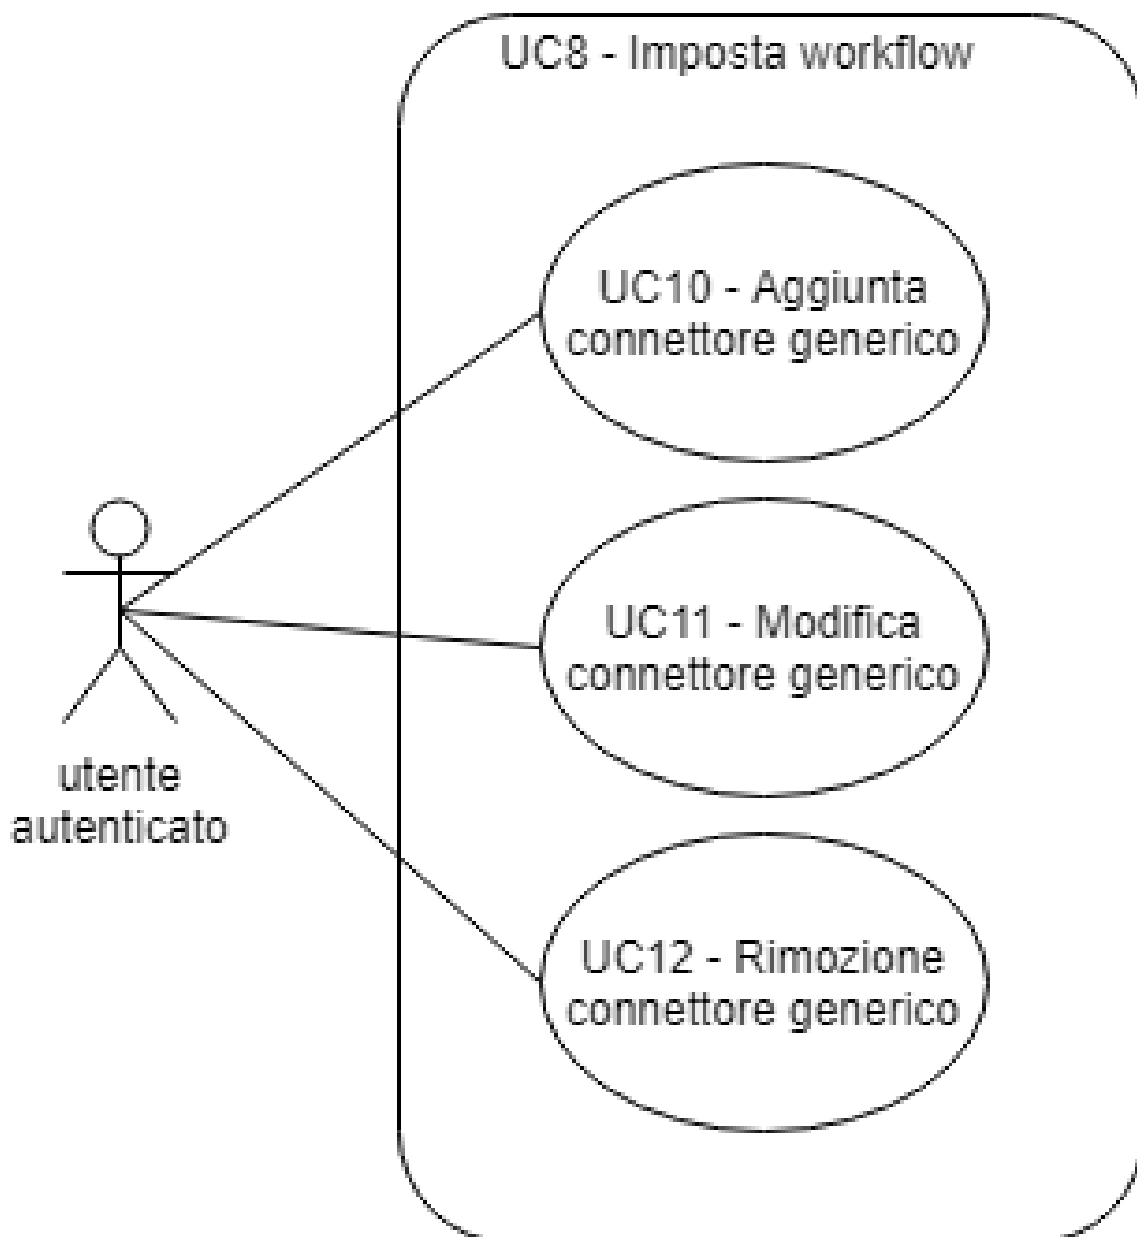 UC8 - Imposta workflow
UC10 - Aggiunta
connettore generico
UC11 - Modifica
connettore generico
utente
autenticato
UC12 - Rimozione
connettore generico